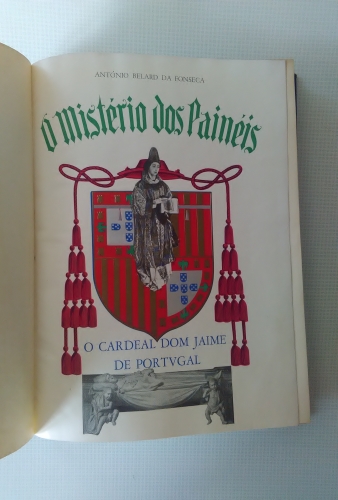 ANTÓNIO BELARD DA FONSECA
O Mistério dos Painéis
O CARDEAL DOM JAIME
DE PORTVGAL